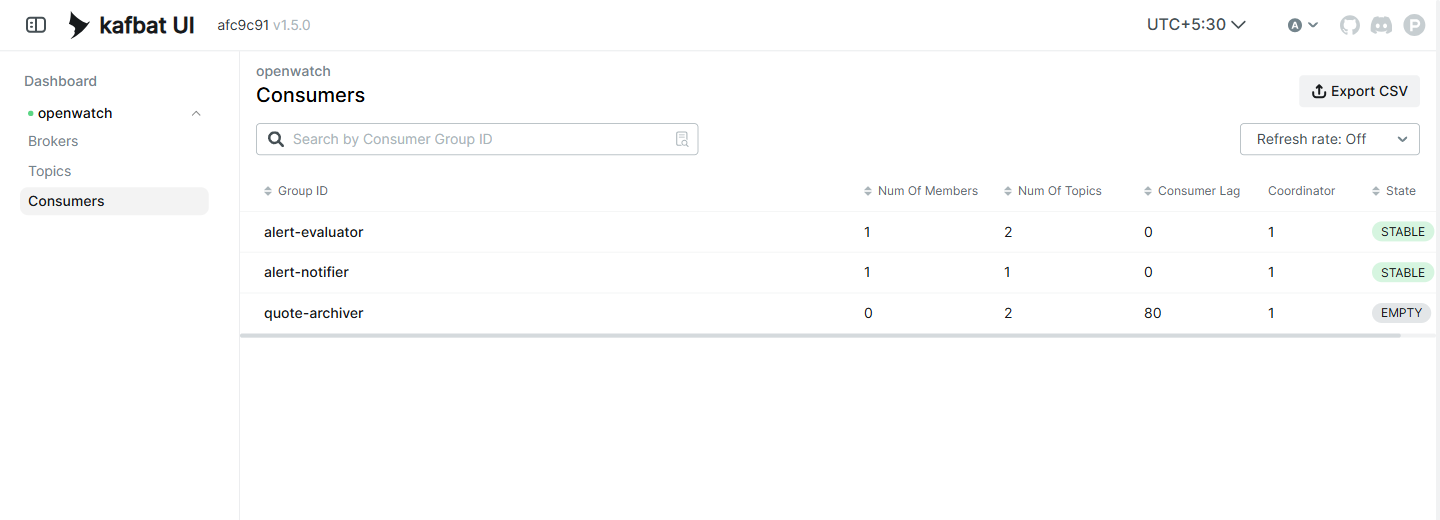 kafbat UI afc9c91 v1.5.0 UTC+5:30 A
Dashboard
openwatch
Brokers
Topics
Consumers
openwatch
Consumers
Export CSV
Search by Consumer Group ID
Refresh rate: Off
Group ID Num Of Members Num Of Topics Consumer Lag Coordinator State
alert-evaluator 1 2 0 1 STABLE
alert-notifier 1 1 0 1 STABLE
quote-archiver 0 2 80 1 EMPTY